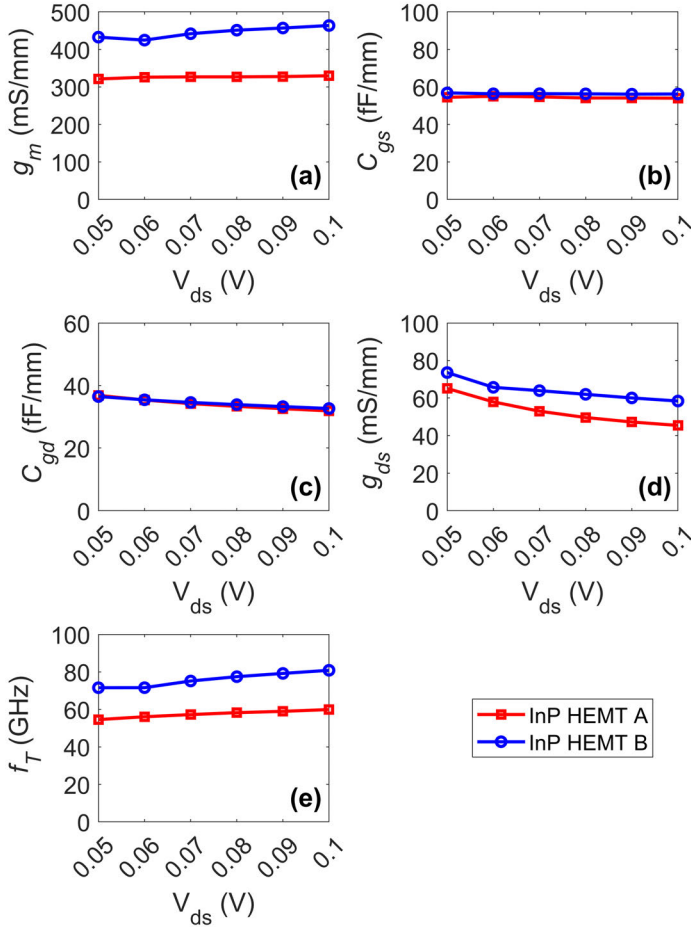 500
400
300
200
100
0
g_m (mS/mm)
(a)
0.05 0.06 0.07 0.08 0.09 0.1
V_ds (V)
100
80
60
40
20
0
C_gs (fF/mm)
(b)
0.05 0.06 0.07 0.08 0.09 0.1
V_ds (V)
60
40
20
0
C_gd (fF/mm)
(c)
0.05 0.06 0.07 0.08 0.09 0.1
V_ds (V)
100
80
60
40
20
0
g_ds (mS/mm)
(d)
0.05 0.06 0.07 0.08 0.09 0.1
V_ds (V)
100
80
60
40
20
0
f_T (GHz)
(e)
0.05 0.06 0.07 0.08 0.09 0.1
V_ds (V)
InP HEMT A
InP HEMT B